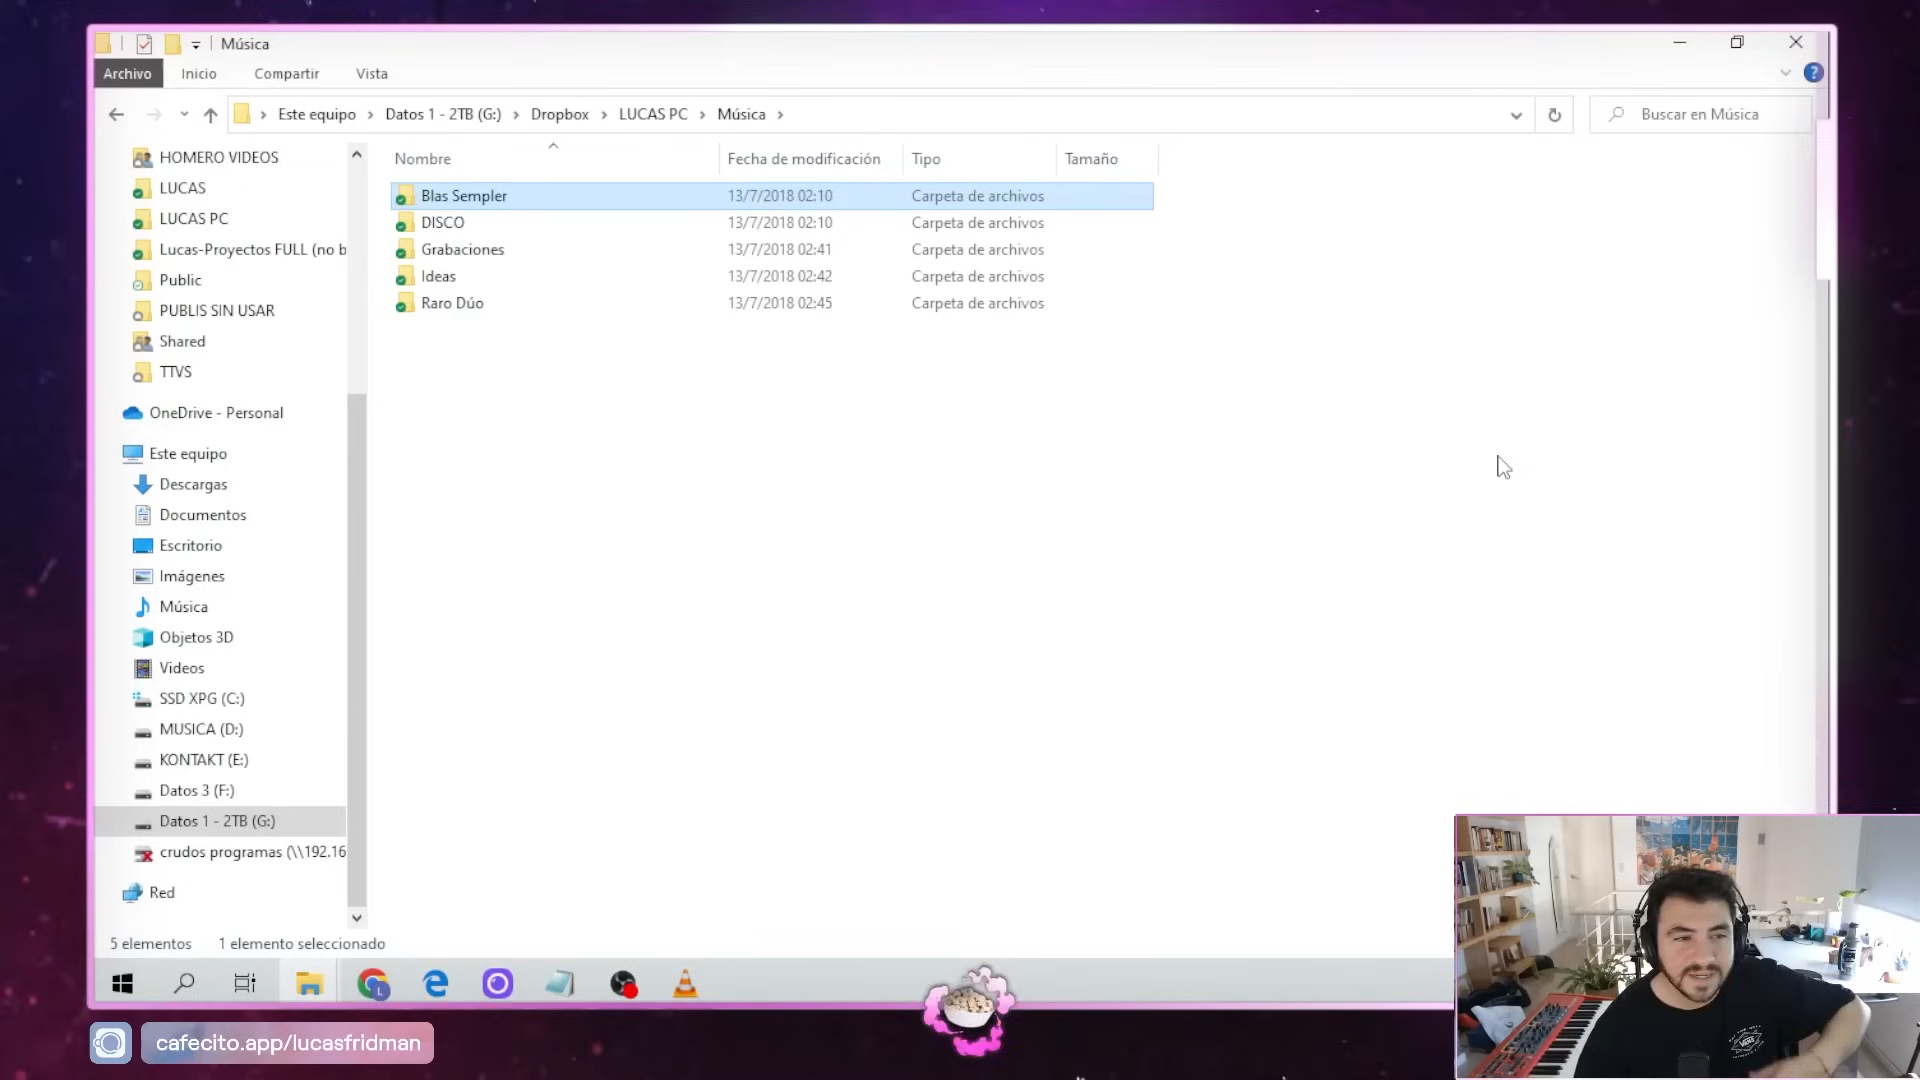 Música
Archivo Inicio Compartir Vista
Este equipo Datos 1 - 2TB (G:) Dropbox LUCAS PC Música
Buscar en Música
HOMERO VIDEOS
LUCAS
LUCAS PC
Lucas-Proyectos FULL (no b
Public
PUBLIS SIN USAR
Shared
TTVS
OneDrive - Personal
Este equipo
Descargas
Documentos
Escritorio
Imágenes
Música
Objetos 3D
Videos
SSD XPG (C:)
MUSICA (D:)
KONTAKT (E:)
Datos 3 (F:)
Datos 1 - 2TB (G:)
crudos programas (\\192.16
Red
Nombre Fecha de modificación Tipo Tamaño
Blas Sempler 13/7/2018 02:10 Carpeta de archivos
DISCO 13/7/2018 02:10 Carpeta de archivos
Grabaciones 13/7/2018 02:41 Carpeta de archivos
Ideas 13/7/2018 02:42 Carpeta de archivos
Raro Dúo 13/7/2018 02:45 Carpeta de archivos
5 elementos 1 elemento seleccionado
cafecito.app/lucasfridman